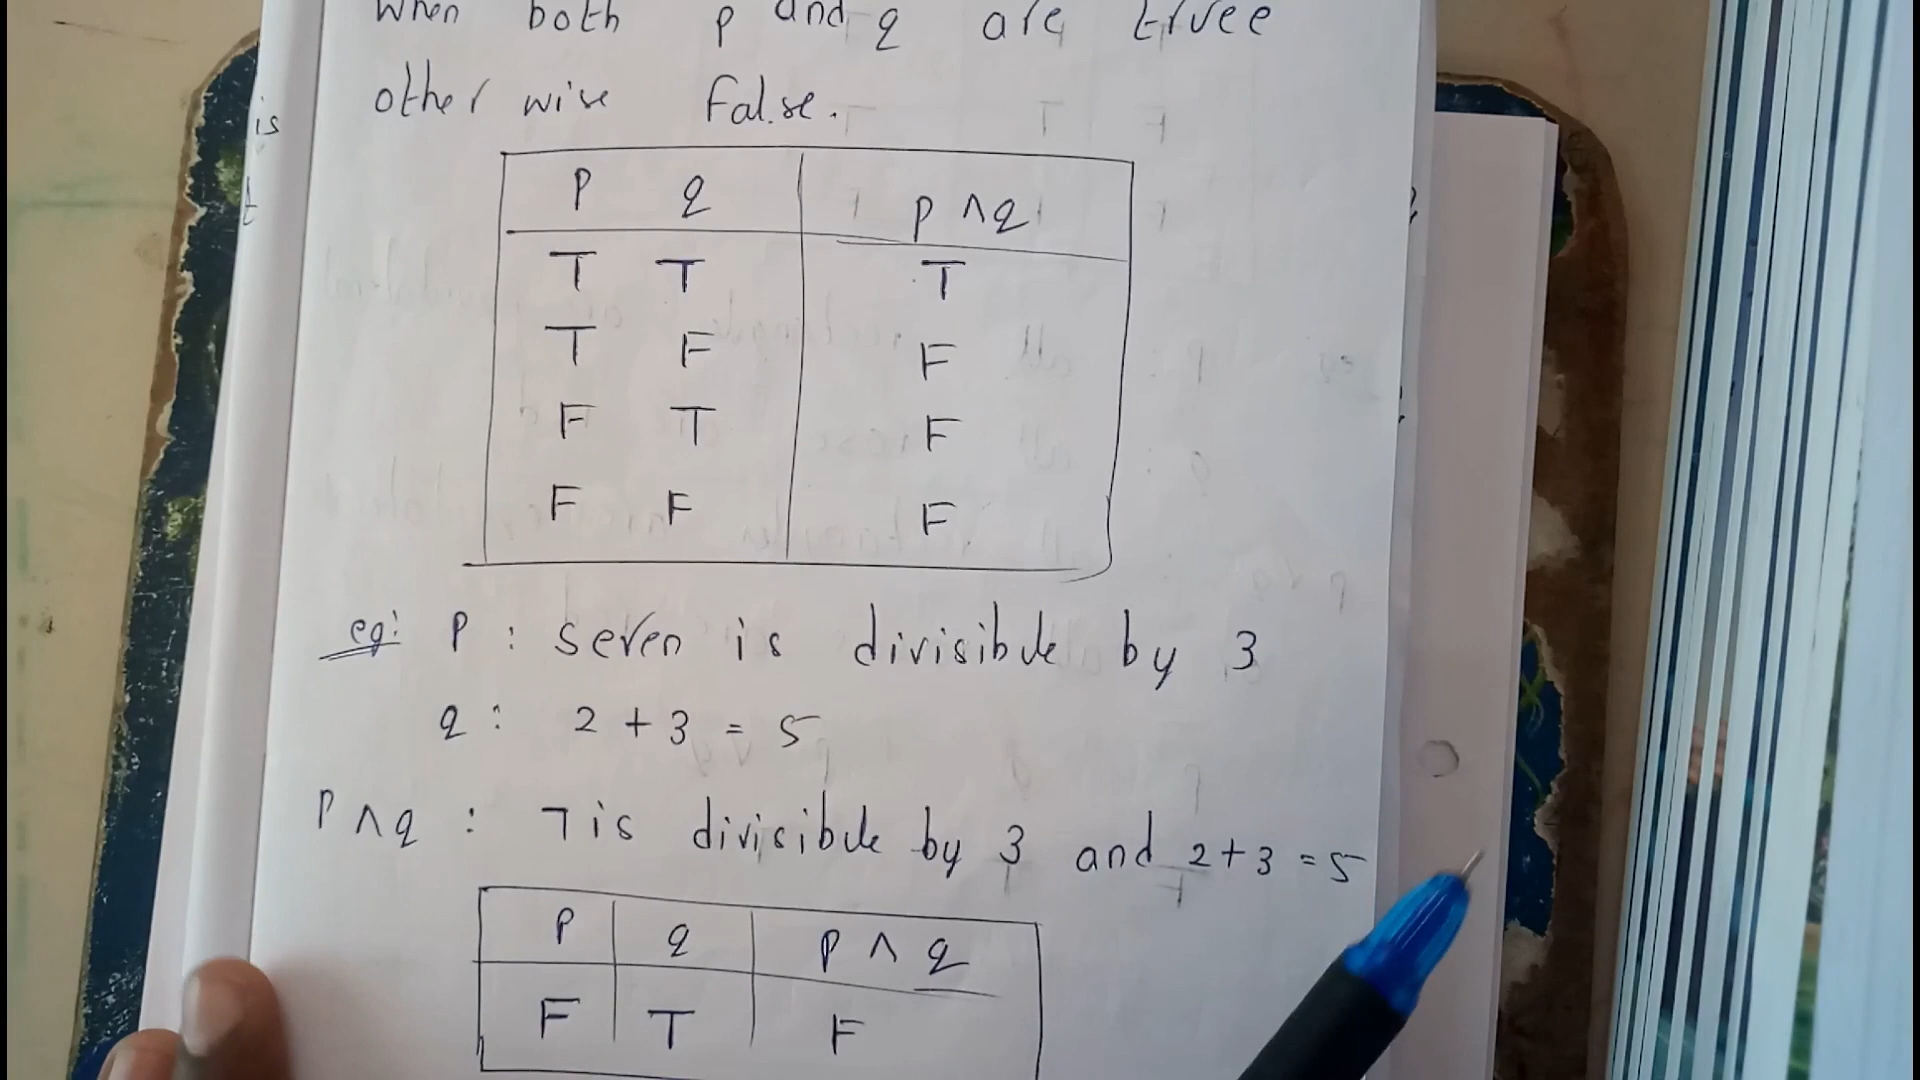 When both p and q are truee
other wise false.
P q p ∧ q
T T T
T F F
F T F
F F F
eg: P : seven is divisible by 3
q : 2 + 3 = 5
P ∧ q : 7 is divisible by 3 and 2 + 3 = 5
P q P ∧ q
F T F
is
t